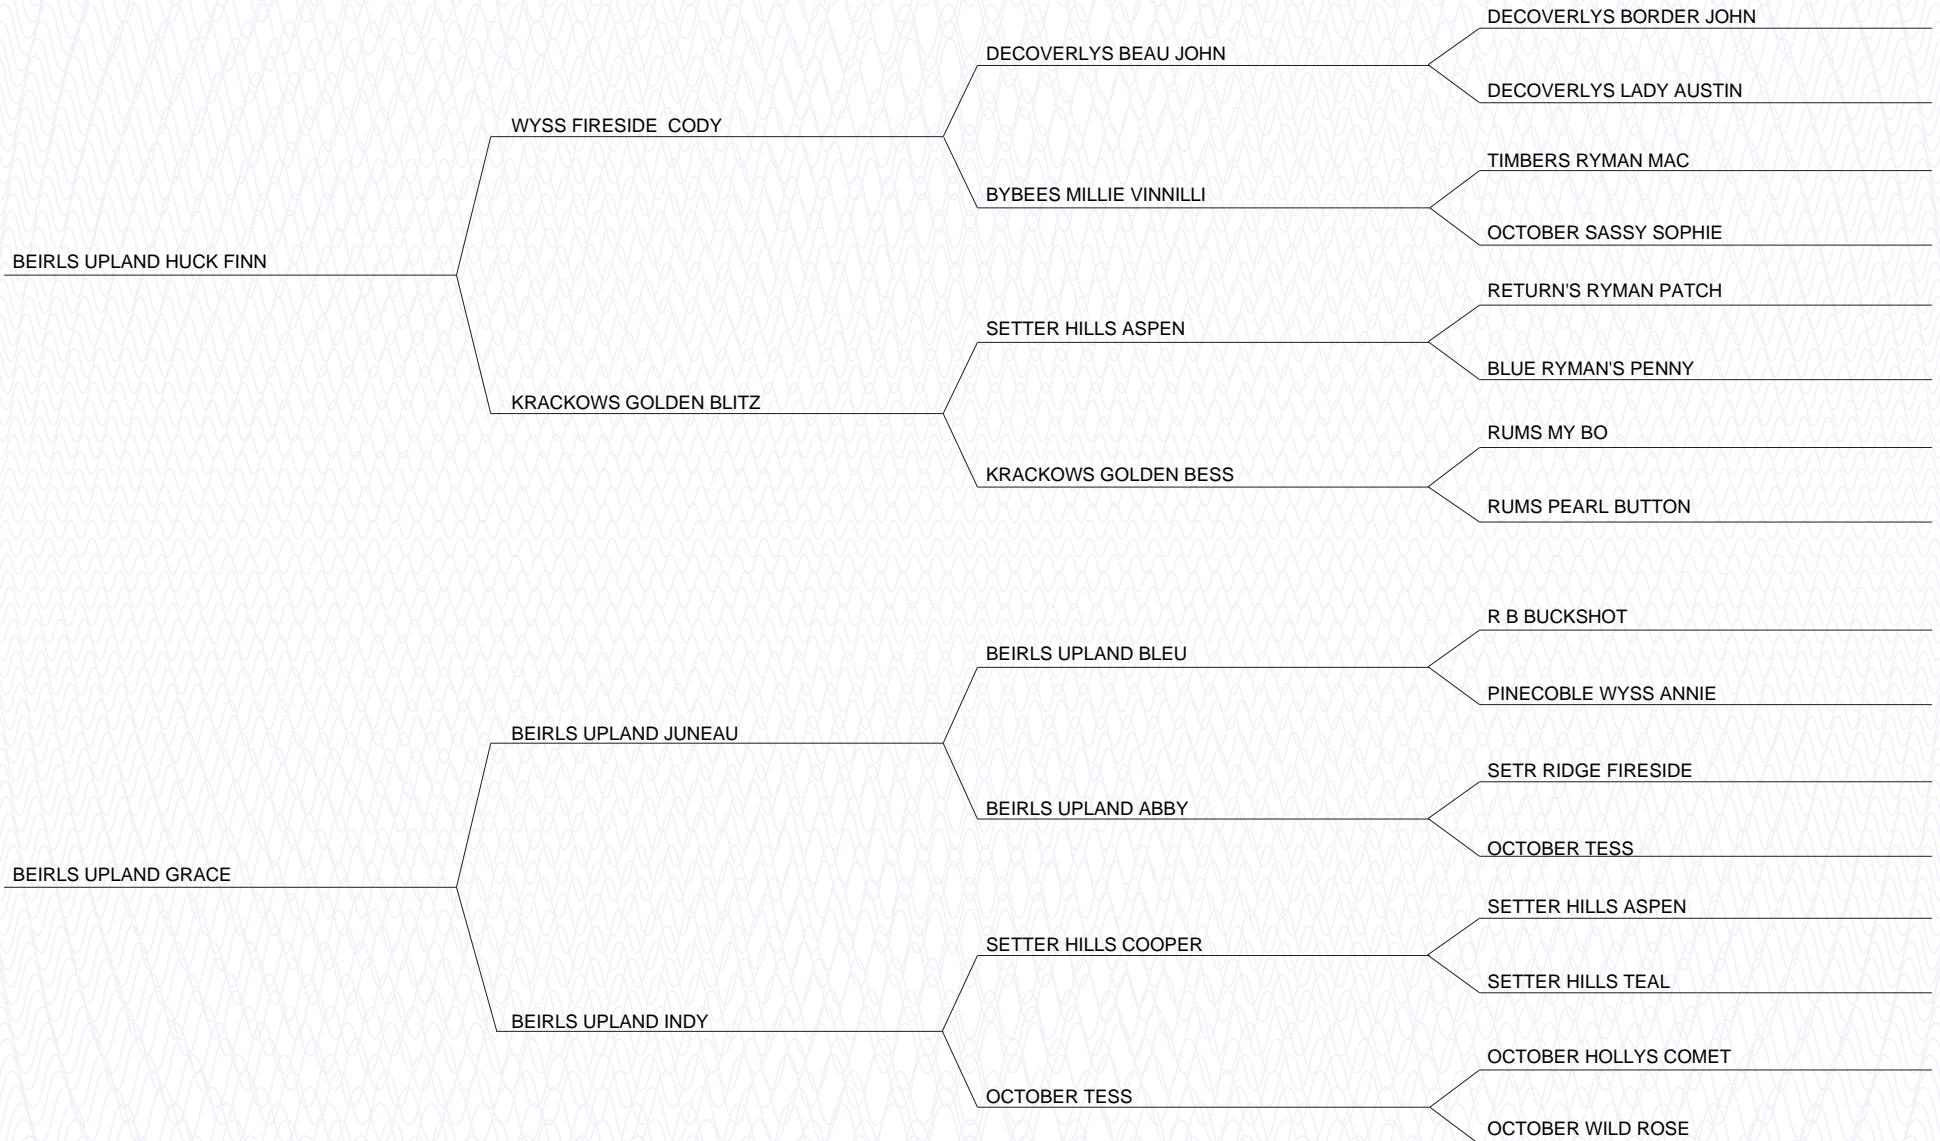 DECOVERLYS BORDER JOHN
DECOVERLYS BEAU JOHN
DECOVERLYS LADY AUSTIN
WYSS FIRESIDE  CODY
TIMBERS RYMAN MAC
BYBEES MILLIE VINNILLI
OCTOBER SASSY SOPHIE
BEIRLS UPLAND HUCK FINN
RETURN'S RYMAN PATCH
SETTER HILLS ASPEN
BLUE RYMAN'S PENNY
KRACKOWS GOLDEN BLITZ
RUMS MY BO
KRACKOWS GOLDEN BESS
RUMS PEARL BUTTON
R B BUCKSHOT
BEIRLS UPLAND BLEU
PINECOBLE WYSS ANNIE
BEIRLS UPLAND JUNEAU
SETR RIDGE FIRESIDE
BEIRLS UPLAND ABBY
OCTOBER TESS
BEIRLS UPLAND GRACE
SETTER HILLS ASPEN
SETTER HILLS COOPER
SETTER HILLS TEAL
BEIRLS UPLAND INDY
OCTOBER HOLLYS COMET
OCTOBER TESS
OCTOBER WILD ROSE